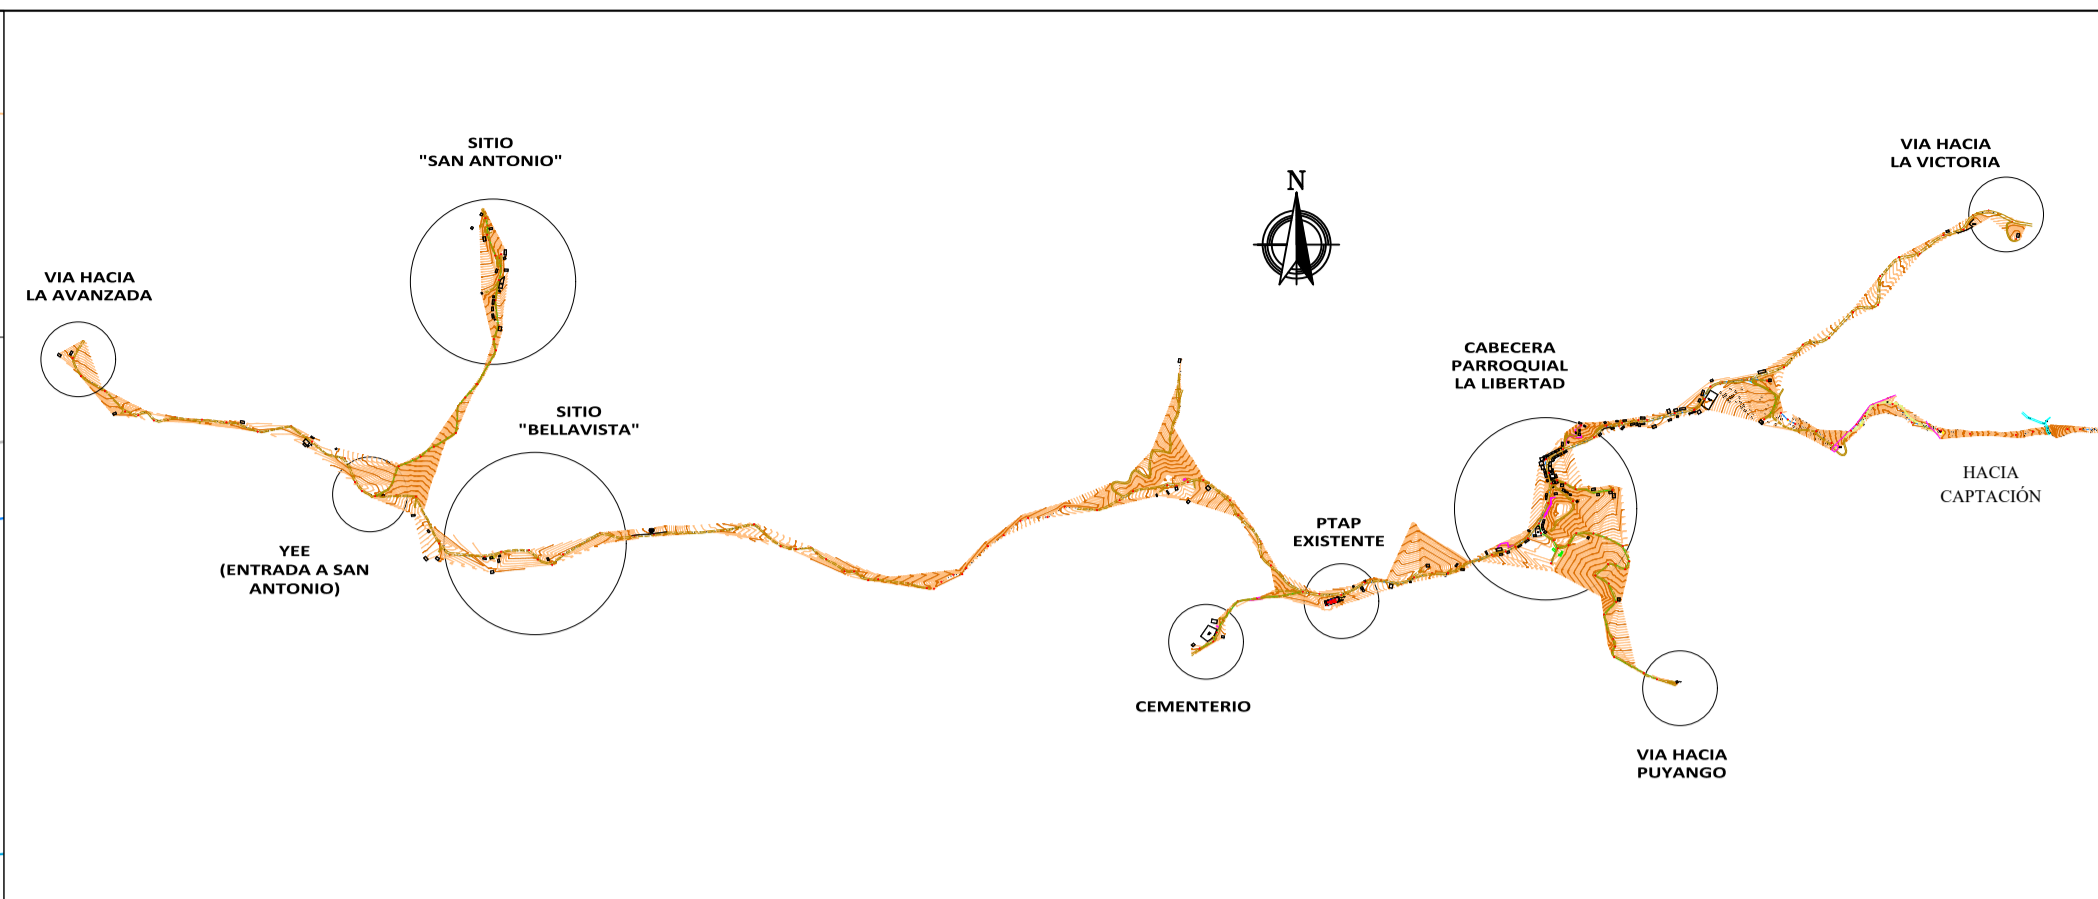 SITIO
"SAN ANTONIO"
VIA HACIA
LA VICTORIA
N
VIA HACIA
LA AVANZADA
CABECERA
PARROQUIAL
LA LIBERTAD
SITIO
"BELLAVISTA"
HACIA
CAPTACIÓN
PTAP
EXISTENTE
YEE
(ENTRADA A SAN
ANTONIO)
CEMENTERIO
VIA HACIA
PUYANGO